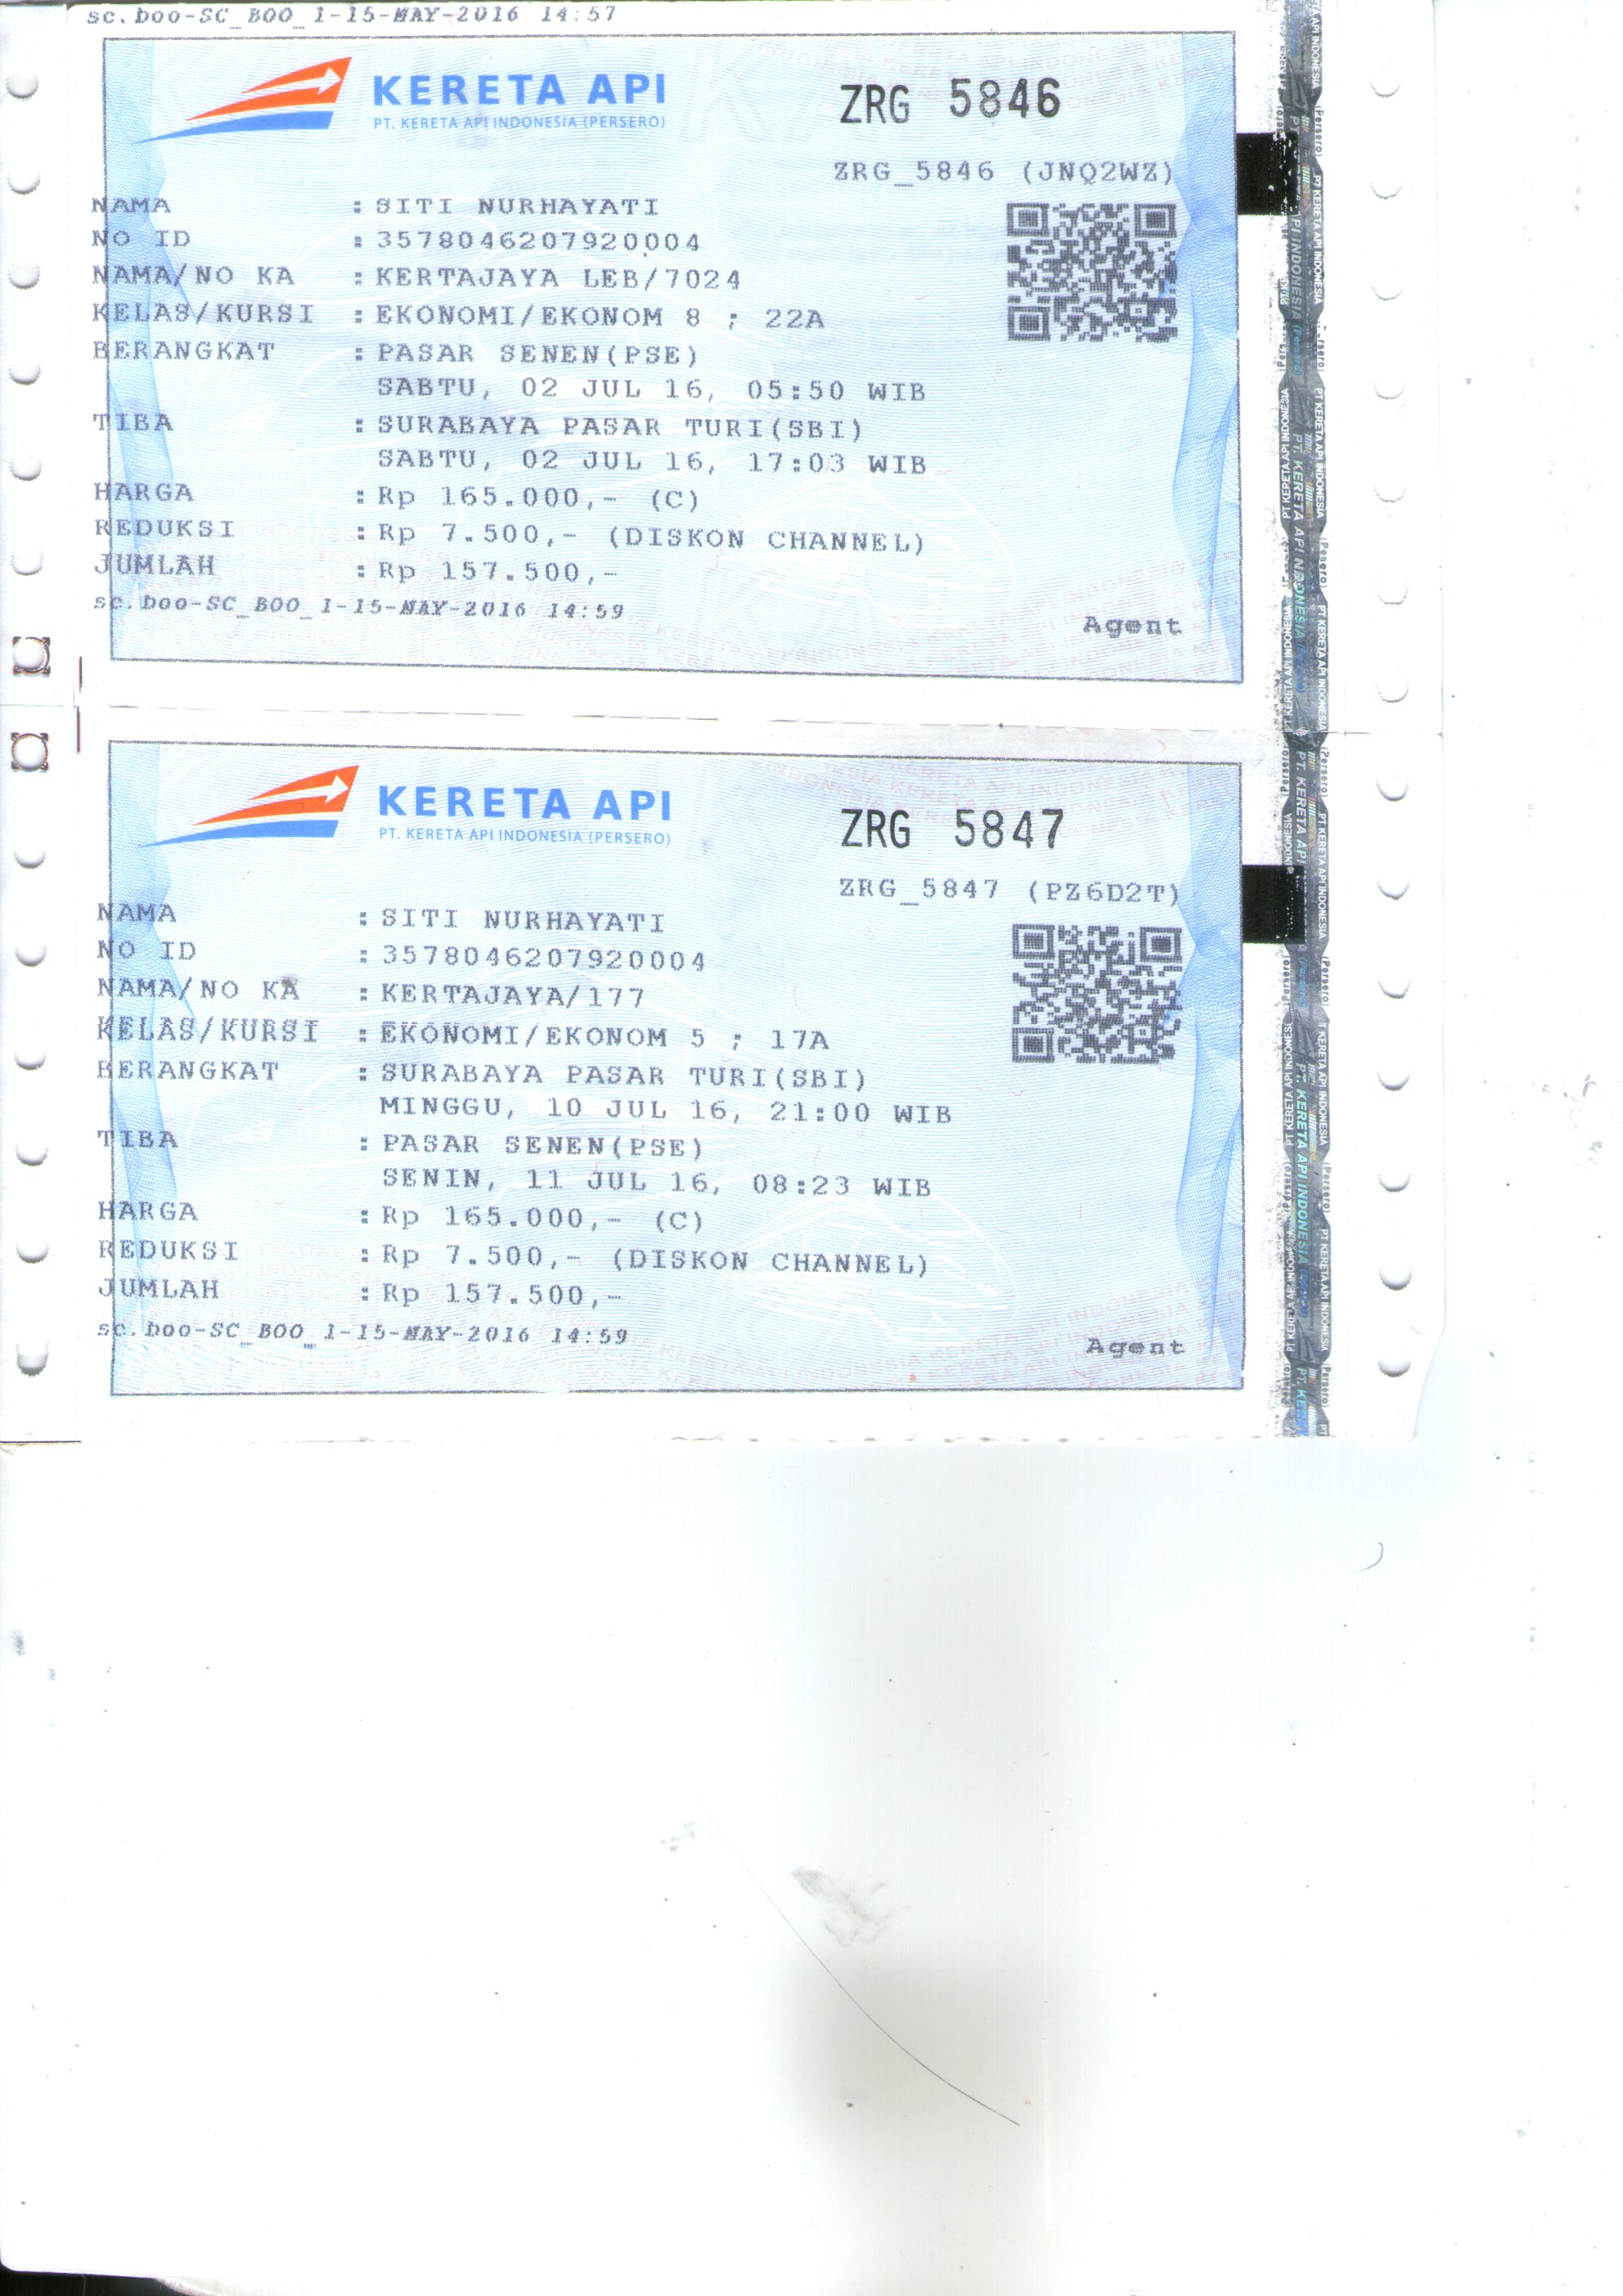 sc.boo-SC_BOO_1-15-MAY-2016 14:57
KERETA API
PT. KERETA API INDONESIA (PERSERO)
ZRG 5846
ZRG_5846 (JNQ2WZ)
NAMA : SITI NURHAYATI
NO ID : 3578046207920004
NAMA/NO KA : KERTAJAYA LEB/7024
KELAS/KURSI : EKONOMI/EKONOM 8 ; 22A
BERANGKAT : PASAR SENEN(PSE)
SABTU, 02 JUL 16, 05:50 WIB
TIBA : SURABAYA PASAR TURI(SBI)
SABTU, 02 JUL 16, 17:03 WIB
HARGA : Rp 165.000,- (C)
REDUKSI : Rp 7.500,- (DISKON CHANNEL)
JUMLAH : Rp 157.500,-
sc.boo-SC_BOO_1-15-MAY-2016 14:59
Agent
KERETA API
PT. KERETA API INDONESIA (PERSERO)
ZRG 5847
ZRG_5847 (PZ6D2T)
NAMA : SITI NURHAYATI
NO ID : 3578046207920004
NAMA/NO KA : KERTAJAYA/177
KELAS/KURSI : EKONOMI/EKONOM 5 ; 17A
BERANGKAT : SURABAYA PASAR TURI(SBI)
MINGGU, 10 JUL 16, 21:00 WIB
TIBA : PASAR SENEN(PSE)
SENIN, 11 JUL 16, 08:23 WIB
HARGA : Rp 165.000,- (C)
REDUKSI : Rp 7.500,- (DISKON CHANNEL)
JUMLAH : Rp 157.500,-
sc.boo-SC_BOO_1-15-MAY-2016 14:59
Agent
PT. KERETA API INDONESIA (Persero)